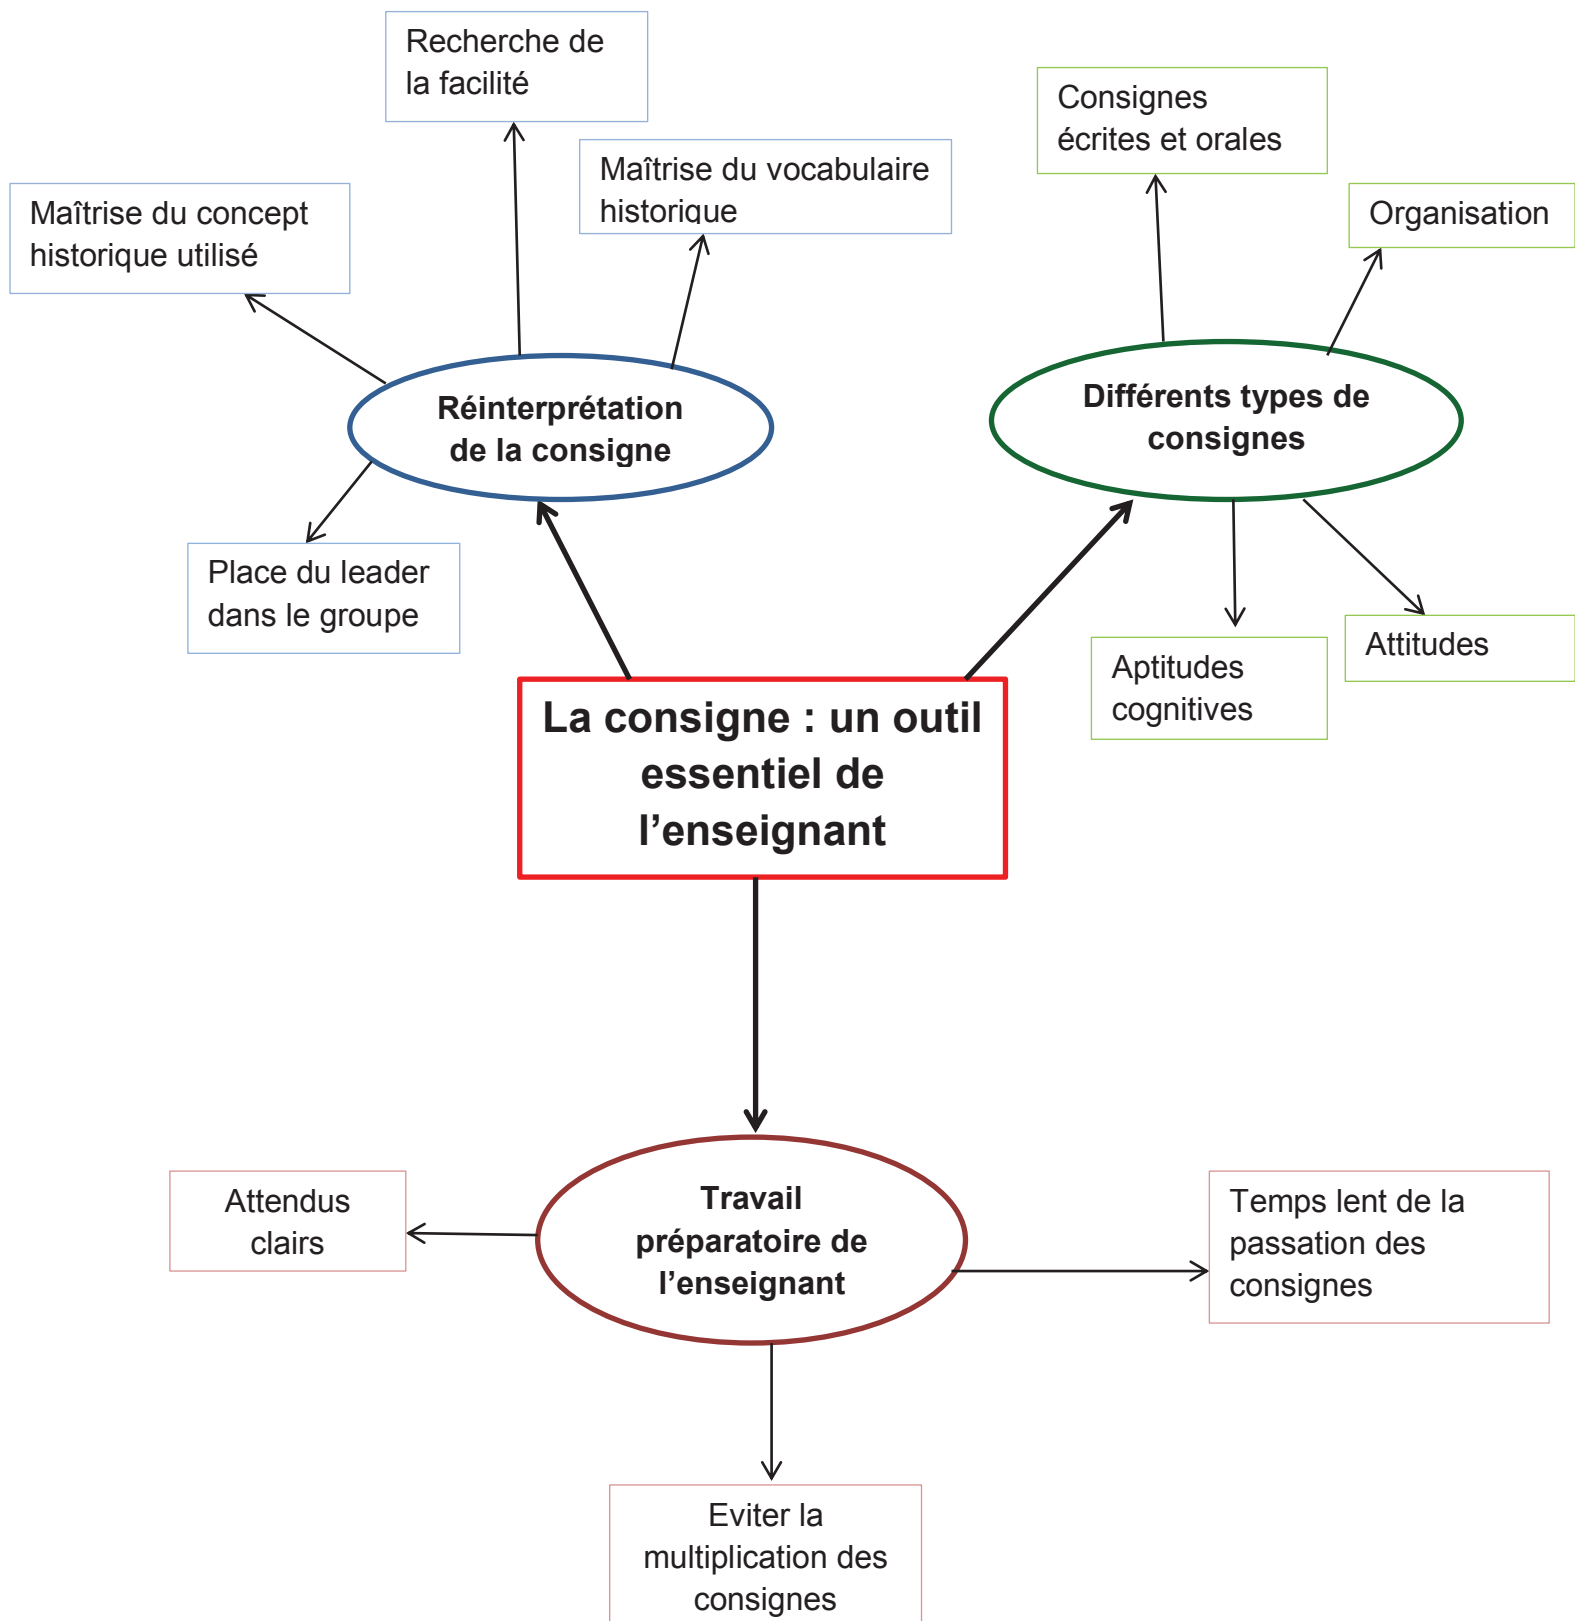 Recherche de
la facilité
Consignes
écrites et orales
Maîtrise du vocabulaire
historique
Maîtrise du concept
historique utilisé
Organisation
Réinterprétation
de la consigne
Différents types de
consignes
Place du leader
dans le groupe
Attitudes
Aptitudes
cognitives
La consigne : un outil
essentiel de
l’enseignant
Attendus
clairs
Travail
préparatoire de
l’enseignant
Temps lent de la
passation des
consignes
Eviter la
multiplication des
consignes